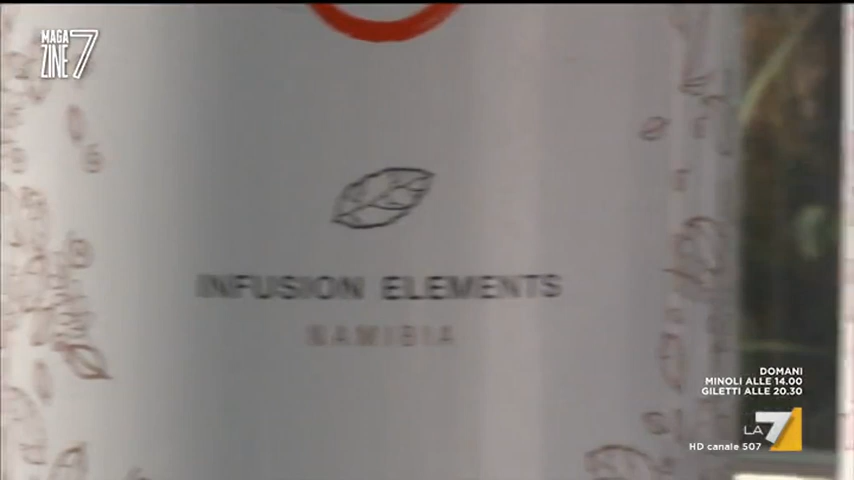 MAGA
ZINE 7
INFUSION ELEMENTS
NAMIBIA
DOMANI
MINOLI ALLE 14.00
GILETTI ALLE 20.30
LA7
HD canale 507